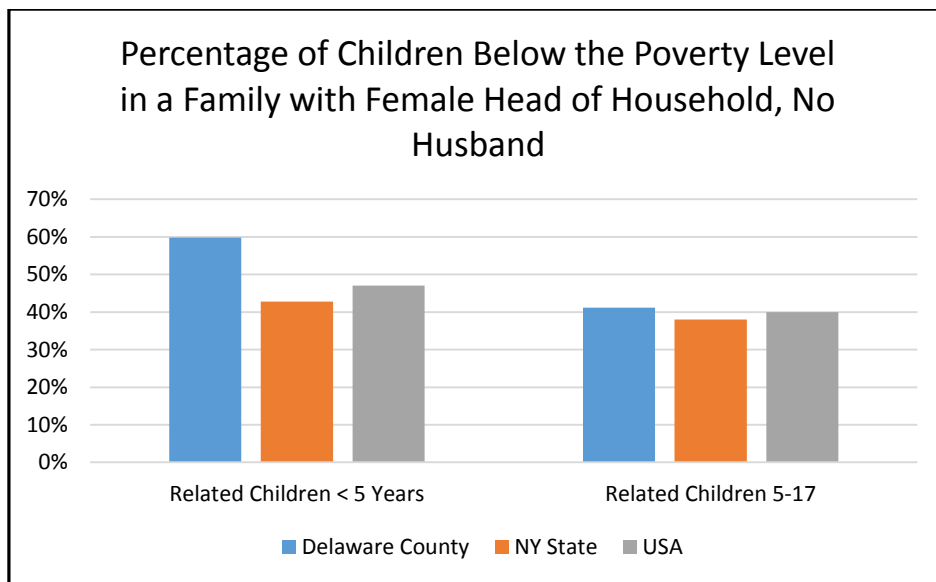 Percentage of Children Below the Poverty Level
in a Family with Female Head of Household, No
Husband
70%
60%
50%
40%
30%
20%
10%
0%
Related Children < 5 Years
Related Children 5-17
Delaware County
NY State
USA